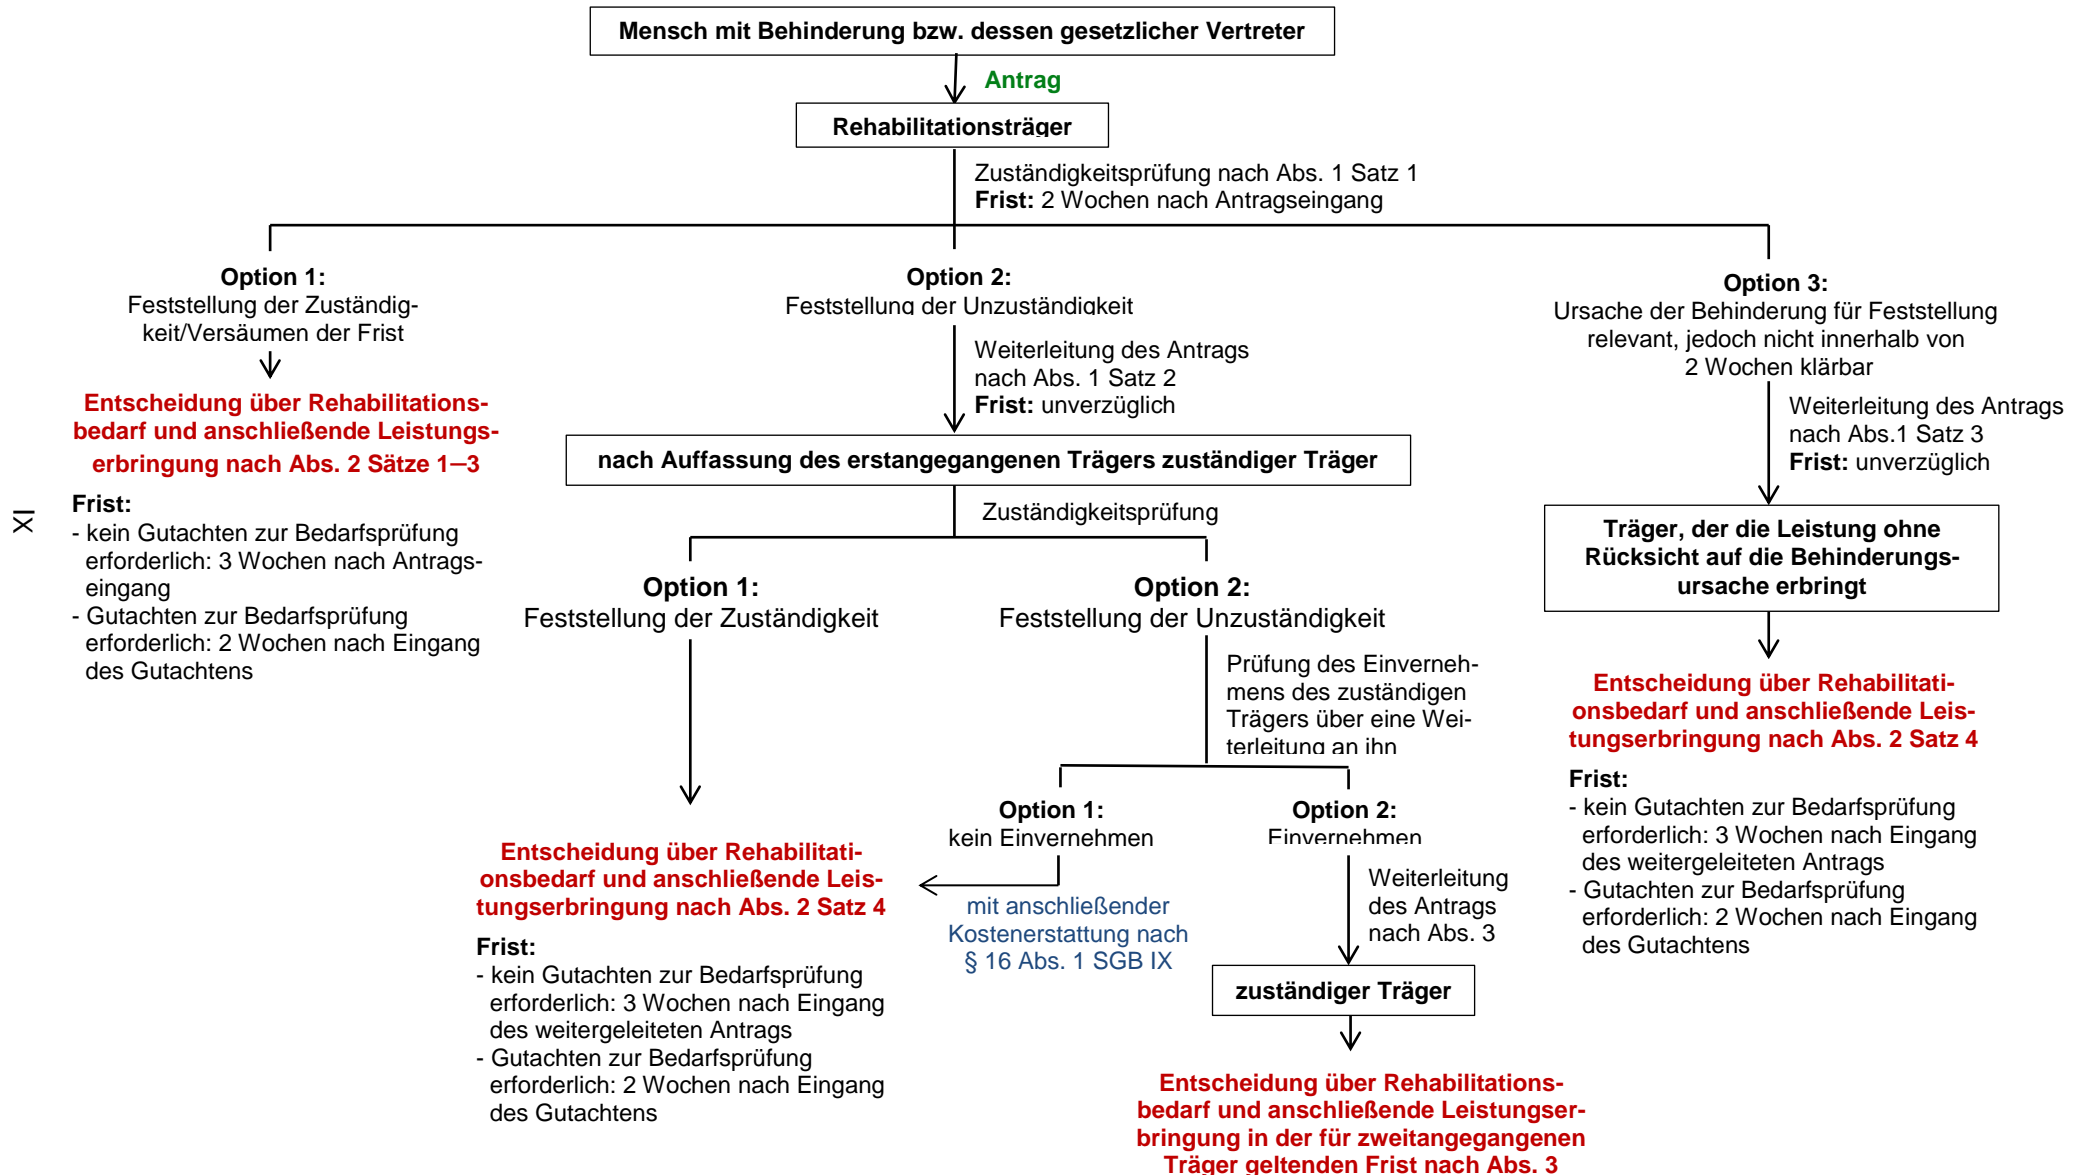 Mensch mit Behinderung bzw. dessen gesetzlicher Vertreter
Antrag
Rehabilitationsträger
Zuständigkeitsprüfung nach Abs. 1 Satz 1
Frist: 2 Wochen nach Antragseingang
Option 1:
Feststellung der Zuständig-
keit/Versäumen der Frist
Entscheidung über Rehabilitations-
bedarf und anschließende Leistungs-
erbringung nach Abs. 2 Sätze 1–3
Frist:
- kein Gutachten zur Bedarfsprüfung
erforderlich: 3 Wochen nach Antrags-
eingang
- Gutachten zur Bedarfsprüfung
erforderlich: 2 Wochen nach Eingang
des Gutachtens
Option 2:
Feststellung der Unzuständigkeit
Weiterleitung des Antrags
nach Abs. 1 Satz 2
Frist: unverzüglich
nach Auffassung des erstangegangenen Trägers zuständiger Träger
Zuständigkeitsprüfung
Option 1:
Feststellung der Zuständigkeit
Entscheidung über Rehabilitati-
onsbedarf und anschließende Leis-
tungserbringung nach Abs. 2 Satz 4
Frist:
- kein Gutachten zur Bedarfsprüfung
erforderlich: 3 Wochen nach Eingang
des weitergeleiteten Antrags
- Gutachten zur Bedarfsprüfung
erforderlich: 2 Wochen nach Eingang
des Gutachtens
Option 2:
Feststellung der Unzuständigkeit
Prüfung des Einverneh-
mens des zuständigen
Trägers über eine Wei-
terleitung an ihn
Option 1:
kein Einvernehmen
mit anschließender
Kostenerstattung nach
§ 16 Abs. 1 SGB IX
Option 2:
Einvernehmen
Weiterleitung
des Antrags
nach Abs. 3
zuständiger Träger
Entscheidung über Rehabilitations-
bedarf und anschließende Leistungser-
bringung in der für zweitangegangenen
Träger geltenden Frist nach Abs. 3
Option 3:
Ursache der Behinderung für Feststellung
relevant, jedoch nicht innerhalb von
2 Wochen klärbar
Weiterleitung des Antrags
nach Abs.1 Satz 3
Frist: unverzüglich
Träger, der die Leistung ohne
Rücksicht auf die Behinderungs-
ursache erbringt
Entscheidung über Rehabilitati-
onsbedarf und anschließende Leis-
tungserbringung nach Abs. 2 Satz 4
Frist:
- kein Gutachten zur Bedarfsprüfung
erforderlich: 3 Wochen nach Eingang
des weitergeleiteten Antrags
- Gutachten zur Bedarfsprüfung
erforderlich: 2 Wochen nach Eingang
des Gutachtens
XI